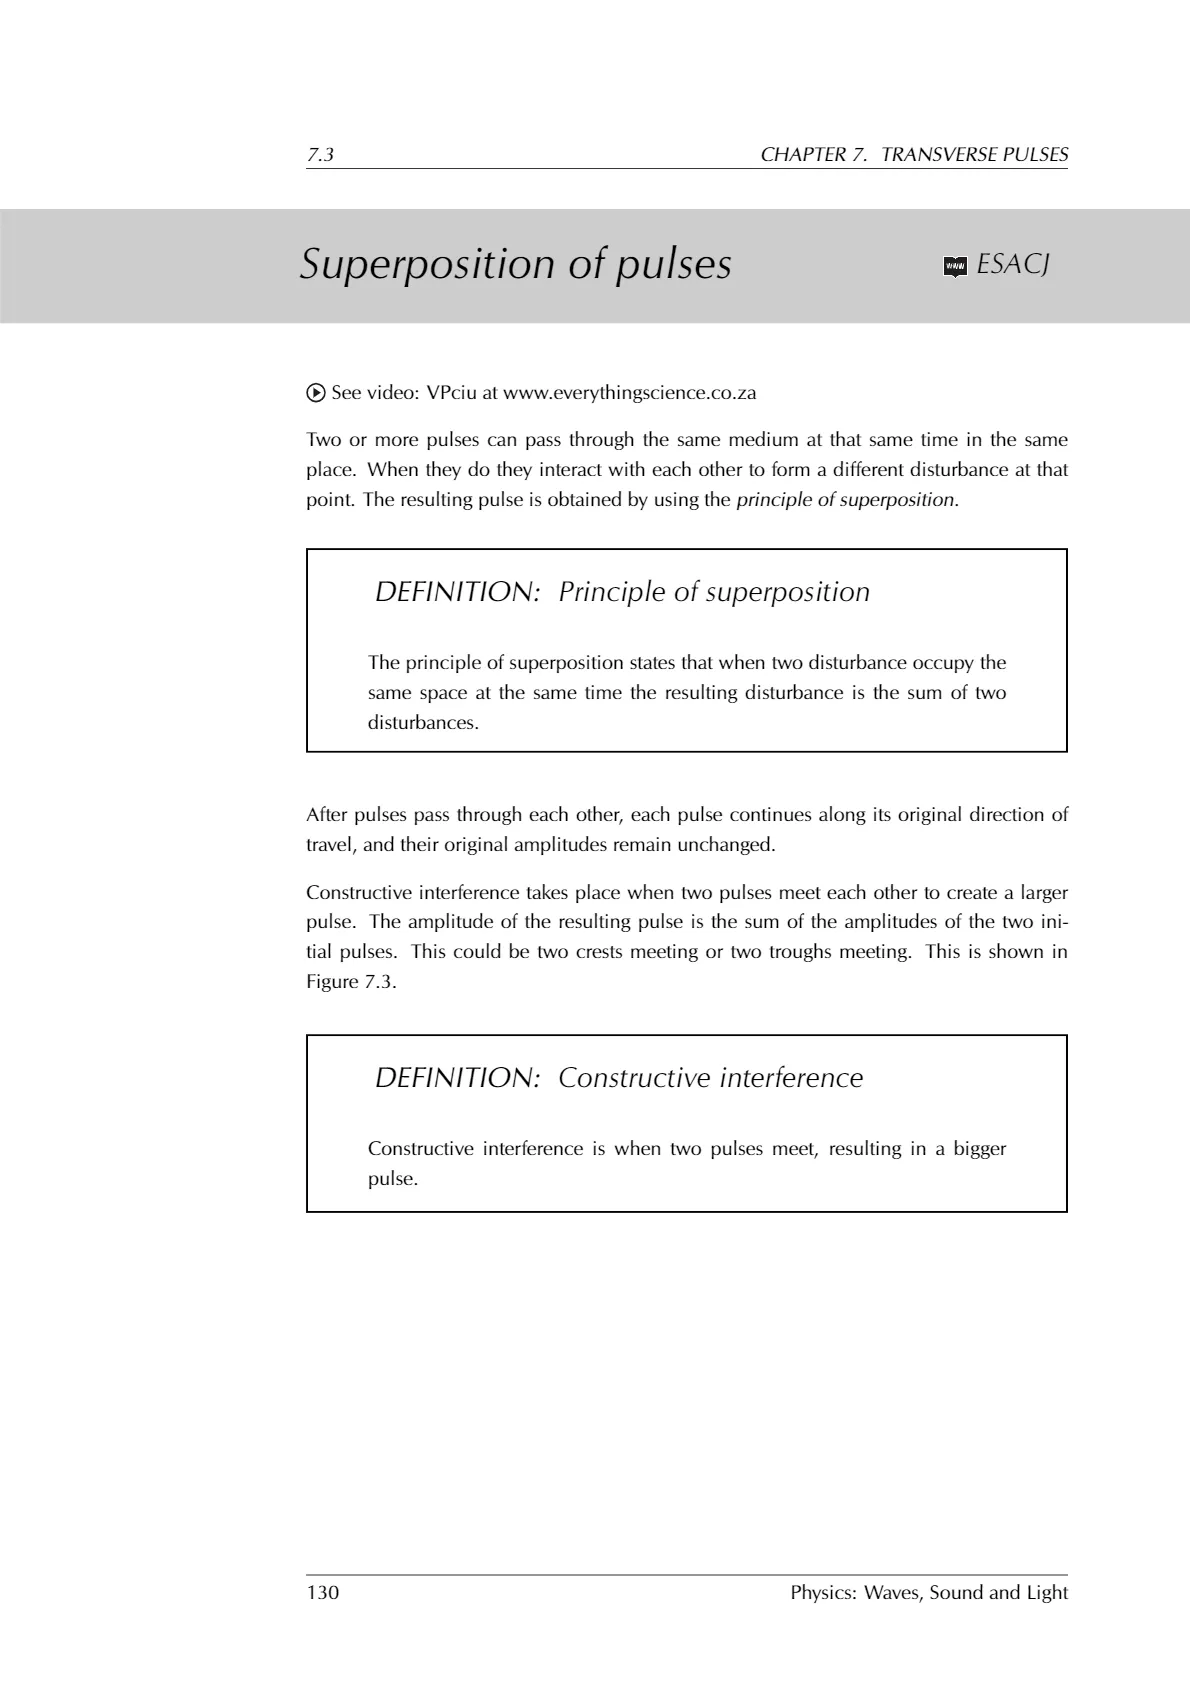 7.3 CHAPTER 7. TRANSVERSE PULSES
Superposition of pulses
www ESACJ
See video: VPciu at www.everythingscience.co.za
Two or more pulses can pass through the same medium at that same time in the same
place. When they do they interact with each other to form a different disturbance at that
point. The resulting pulse is obtained by using the principle of superposition.
DEFINITION: Principle of superposition
The principle of superposition states that when two disturbance occupy the
same space at the same time the resulting disturbance is the sum of two
disturbances.
After pulses pass through each other, each pulse continues along its original direction of
travel, and their original amplitudes remain unchanged.
Constructive interference takes place when two pulses meet each other to create a larger
pulse. The amplitude of the resulting pulse is the sum of the amplitudes of the two ini-
tial pulses. This could be two crests meeting or two troughs meeting. This is shown in
Figure 7.3.
DEFINITION: Constructive interference
Constructive interference is when two pulses meet, resulting in a bigger
pulse.
130 Physics: Waves, Sound and Light